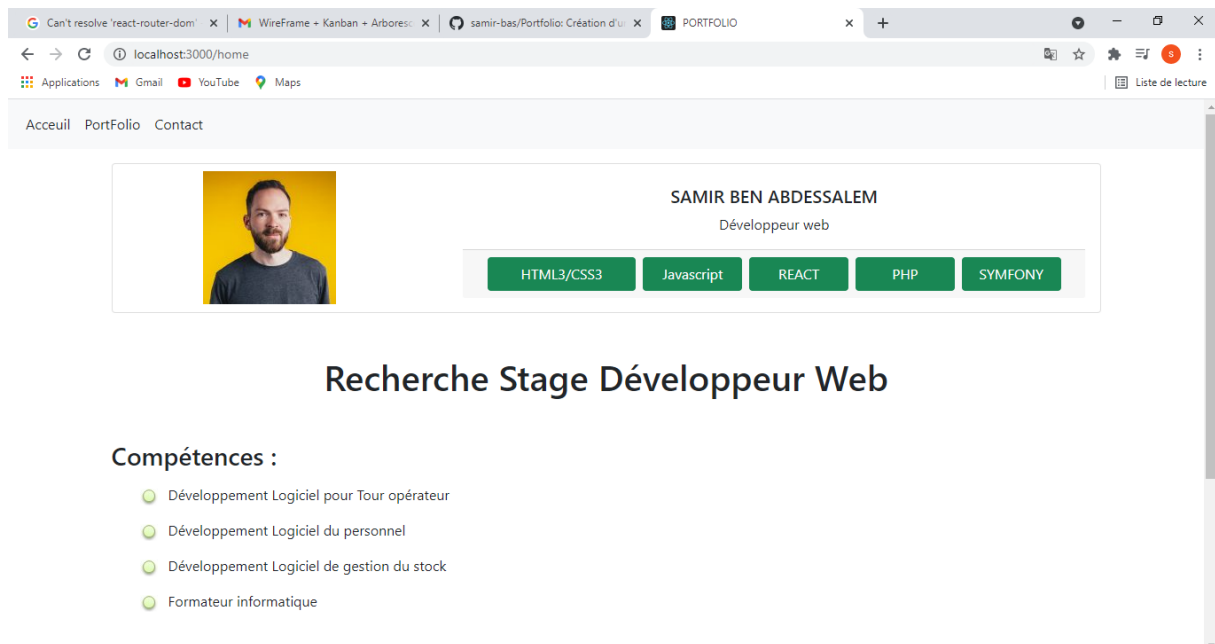 Can't resolve 'react-router-dom'
WireFrame + Kanban + Arboresc
samir-bas/Portfolio: Création d'u
PORTFOLIO
localhost:3000/home
S
Applications
Gmail
YouTube
Maps
Liste de lecture
Acceuil PortFolio Contact
SAMIR BEN ABDESSALEM
Développeur web
HTML3/CSS3 Javascript REACT PHP SYMFONY
Recherche Stage Développeur Web
Compétences :
Développement Logiciel pour Tour opérateur
Développement Logiciel du personnel
Développement Logiciel de gestion du stock
Formateur informatique